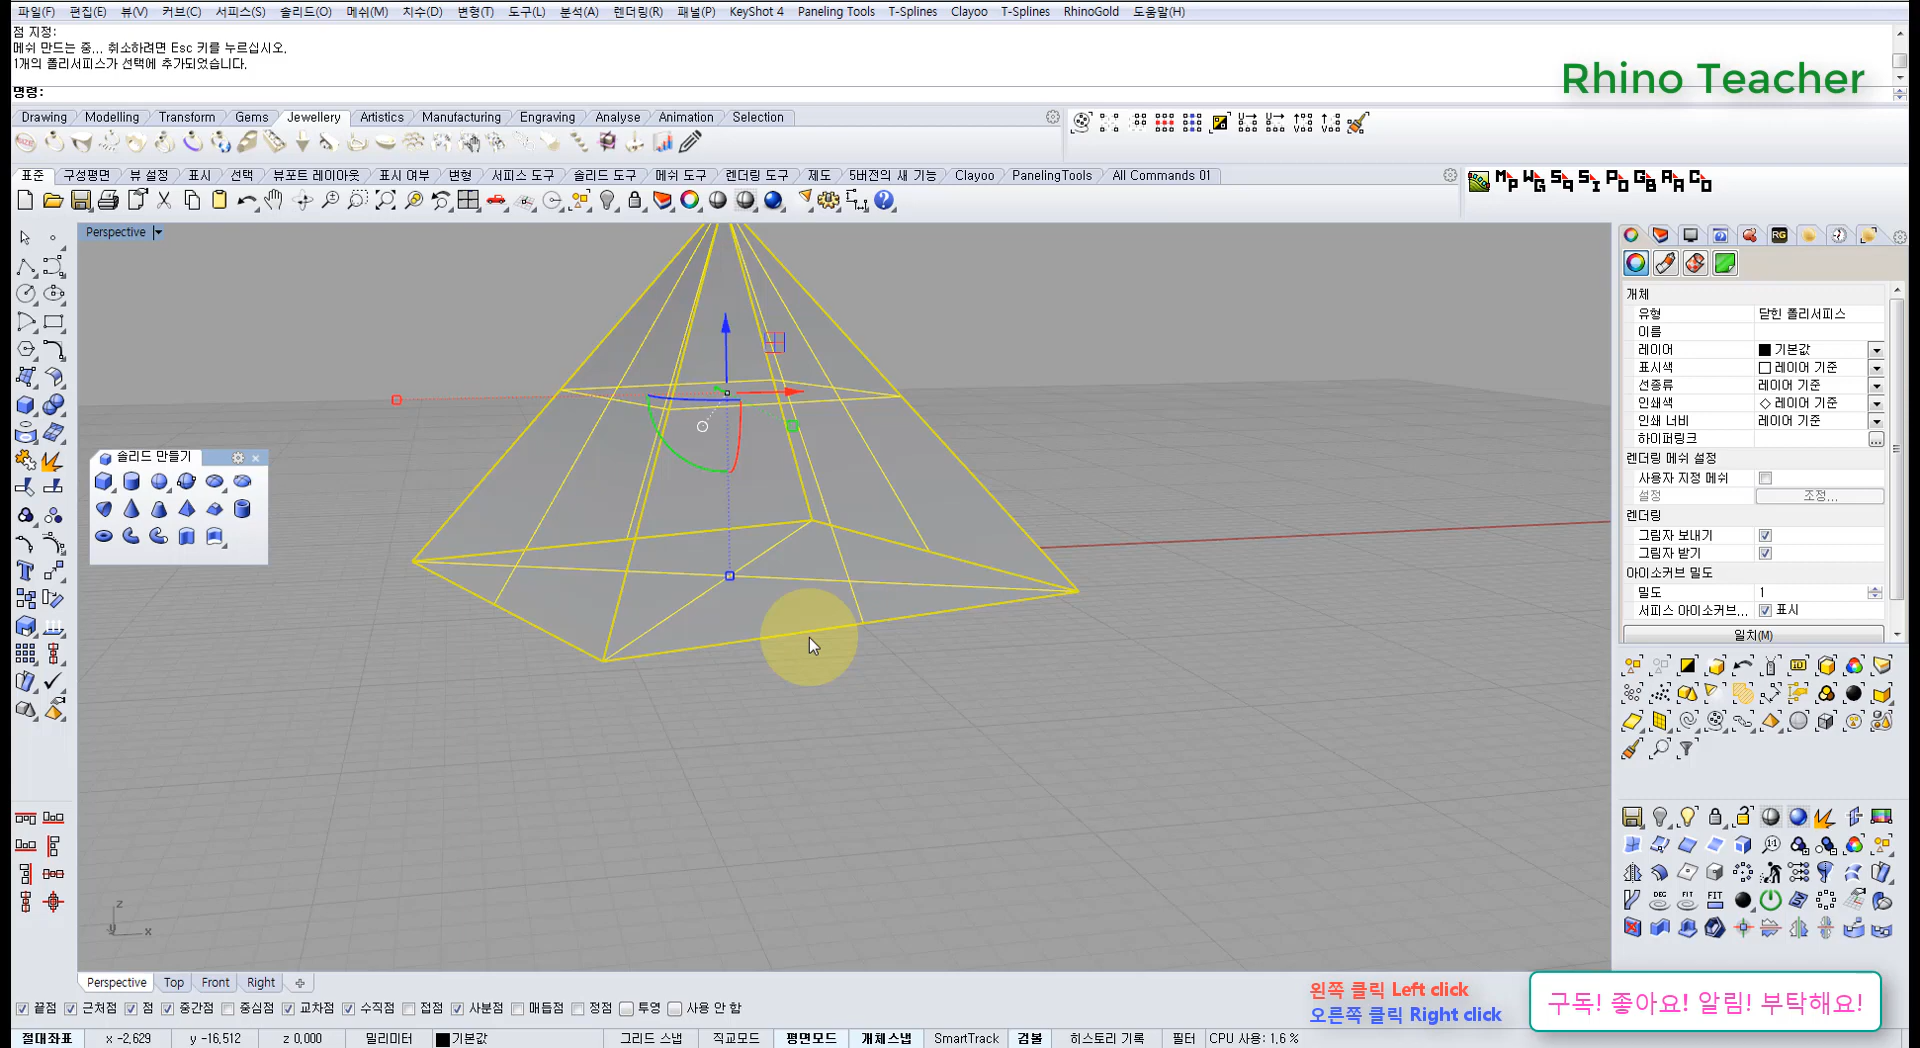 파일(F) 편집(E) 뷰(V) 커브(C) 서피스(S) 솔리드(O) 메쉬(M) 치수(D) 변형(T) 도구(L) 분석(A) 렌더링(R) 패널(P) KeyShot 4 Paneling Tools T-Splines Clayoo T-Splines RhinoGold 도움말(H)
점 지정:
메쉬 만드는 중... 취소하려면 Esc 키를 누르십시오.
1개의 폴리서피스가 선택에 추가되었습니다.
명령:
Rhino Teacher
Drawing Modelling Transform Gems Jewellery Artistics Manufacturing Engraving Analyse Animation Selection
표준 구성평면 뷰 설정 표시 선택 뷰포트 레이아웃 표시 여부 변형 서피스 도구 솔리드 도구 메쉬 도구 렌더링 도구 제도 5버전의 새 기능 Clayoo PanelingTools All Commands 01
Perspective
개체
유형 닫힌 폴리서피스
이름
레이어 기본값
표시색 레이어 기준
선종류 레이어 기준
인쇄색 레이어 기준
인쇄 너비 레이어 기준
하이퍼링크 ...
렌더링 메쉬 설정
사용자 지정 메쉬
설정 조정...
렌더링
그림자 보내기
그림자 받기
아이소커브 밀도
밀도 1
서피스 아이소커브... 표시
일치(M)
솔리드 만들기
z
y x
Perspective Top Front Right
끝점 근처점 점 중간점 중심점 교차점 수직점 접점 사분점 매듭점 정점 투영 사용 안 함
왼쪽 클릭 Left click
오른쪽 클릭 Right click
구독! 좋아요! 알림! 부탁해요!
절대좌표 x -2,629 y -16,512 z 0,000 밀리미터 기본값 그리드 스냅 직교모드 평면모드 개체스냅 SmartTrack 검볼 히스토리 기록 필터 CPU 사용: 1.6 %